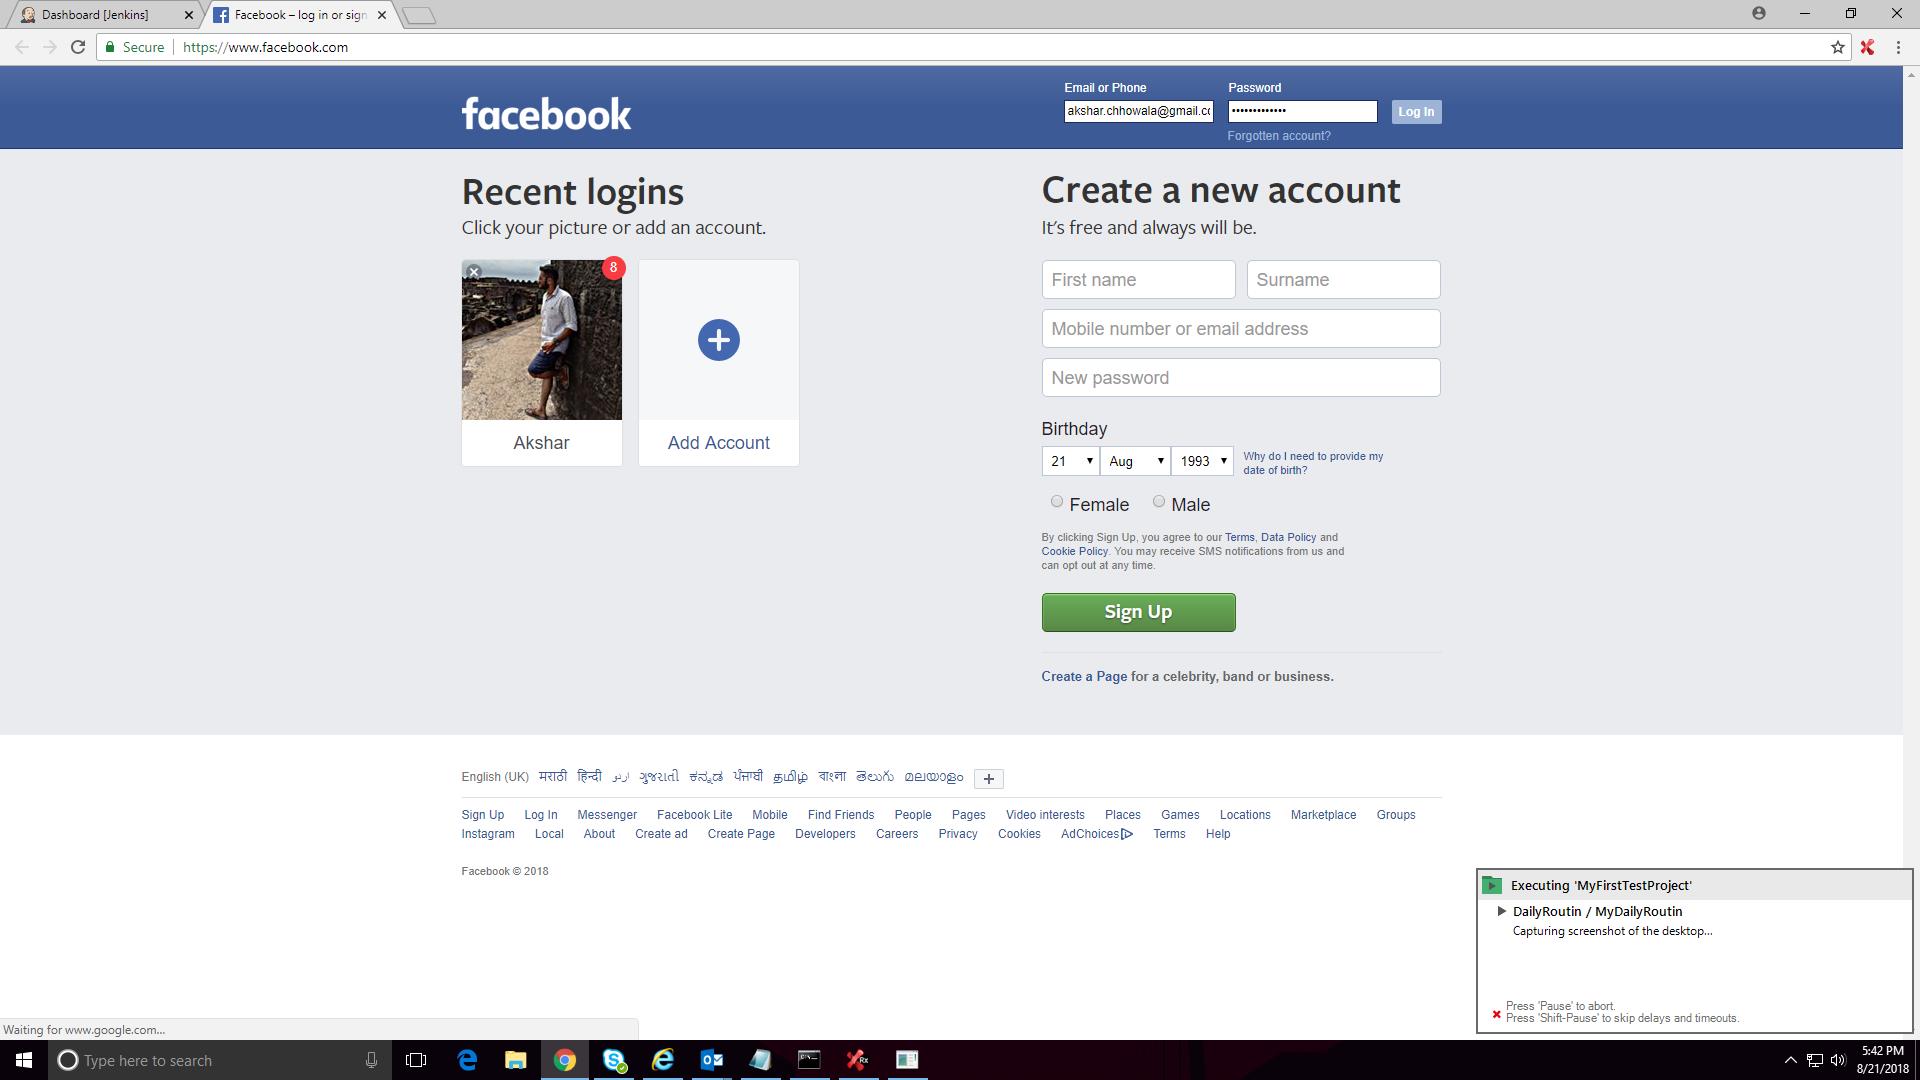 Dashboard [Jenkins]
Facebook – log in or sign
Secure
https://www.facebook.com
facebook
Email or Phone
Password
akshar.chhowala@gmail.co
•••••••••••••
Log In
Forgotten account?
Recent logins
Click your picture or add an account.
8
Akshar
Add Account
Create a new account
It's free and always will be.
First name
Surname
Mobile number or email address
New password
Birthday
21
Aug
1993
Why do I need to provide my
date of birth?
Female
Male
By clicking Sign Up, you agree to our Terms, Data Policy and
Cookie Policy. You may receive SMS notifications from us and
can opt out at any time.
Sign Up
Create a Page for a celebrity, band or business.
English (UK) मराठी हिन्दी اردو ગુજરાતી ಕನ್ನಡ ਪੰਜਾਬੀ தமிழ் বাংলা తెలుగు മലയാളം
Sign Up Log In Messenger Facebook Lite Mobile Find Friends People Pages Video interests Places Games Locations Marketplace Groups
Instagram Local About Create ad Create Page Developers Careers Privacy Cookies AdChoices Terms Help
Facebook © 2018
Executing 'MyFirstTestProject'
DailyRoutin / MyDailyRoutin
Capturing screenshot of the desktop...
Press 'Pause' to abort.
Press 'Shift-Pause' to skip delays and timeouts.
Waiting for www.google.com...
Type here to search
5:42 PM
8/21/2018